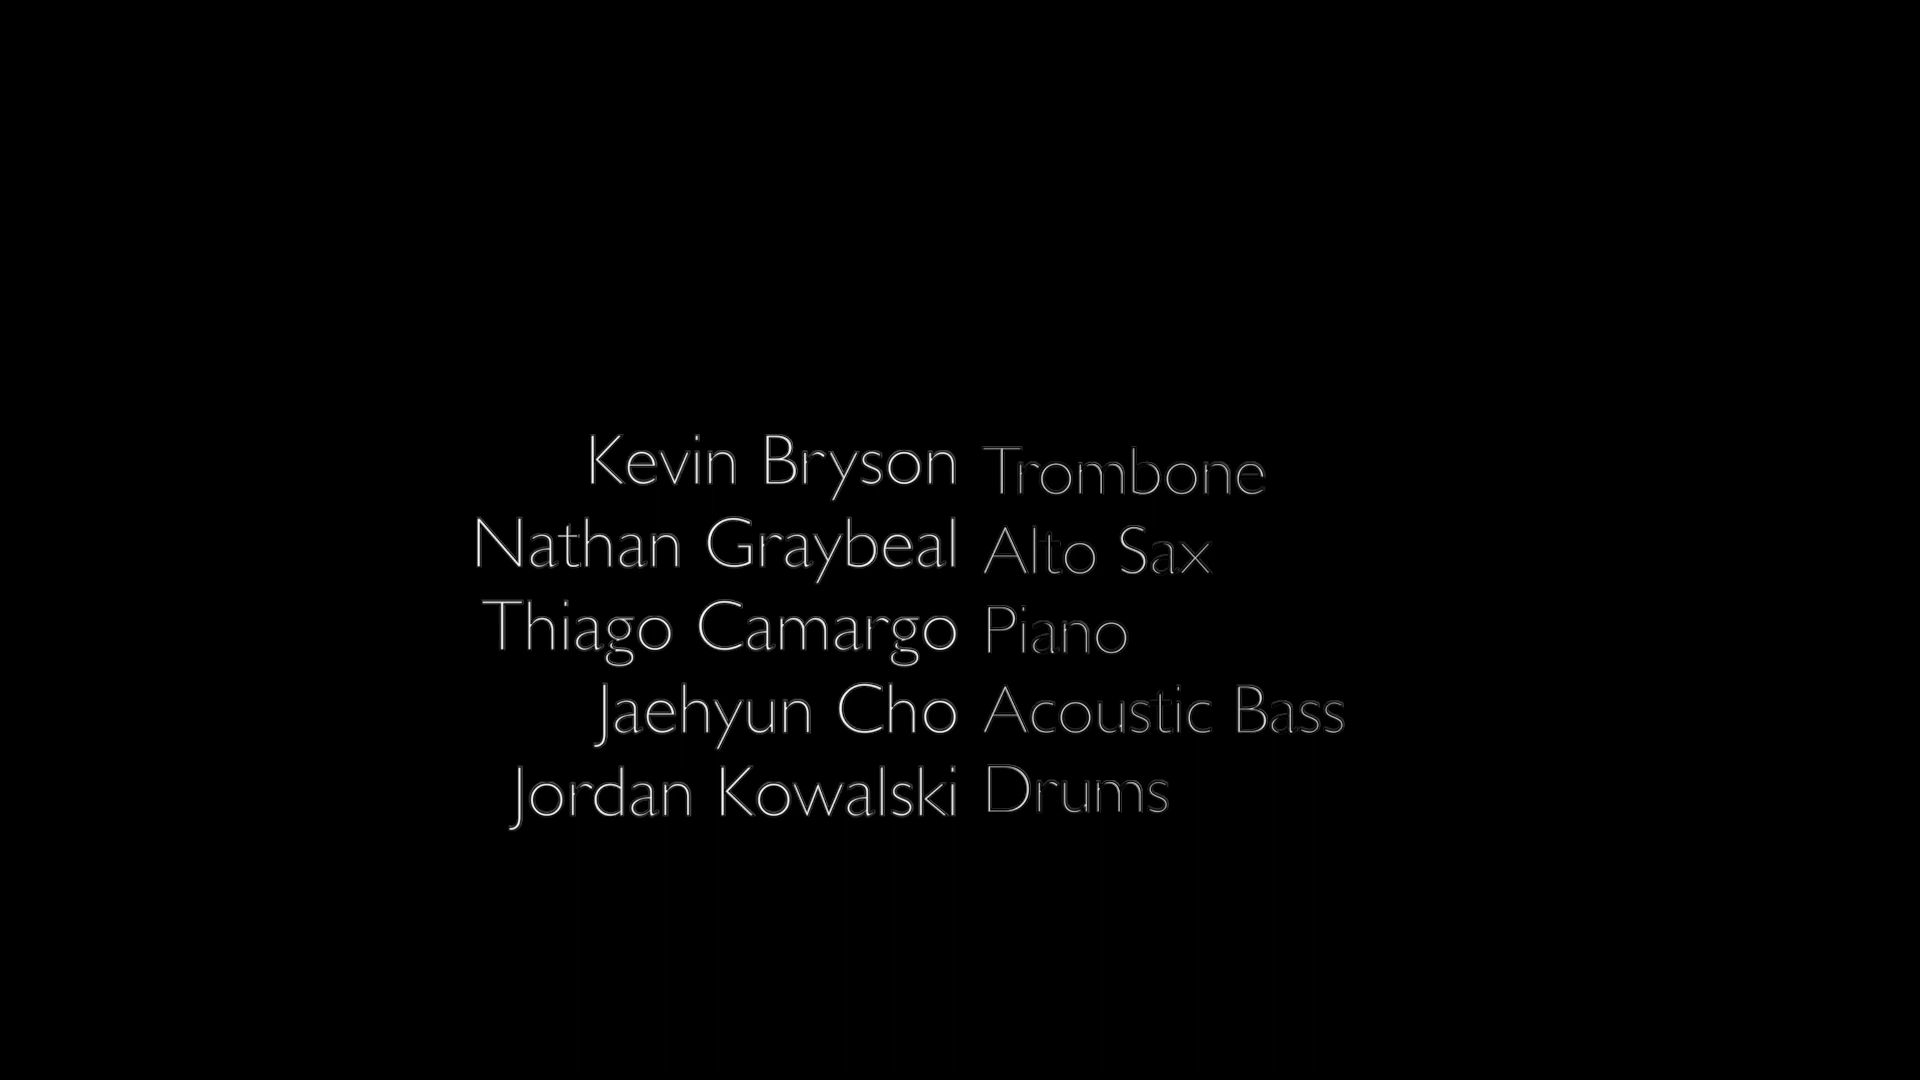 Kevin Bryson Trombone
Nathan Graybeal Alto Sax
Thiago Camargo Piano
Jaehyun Cho Acoustic Bass
Jordan Kowalski Drums